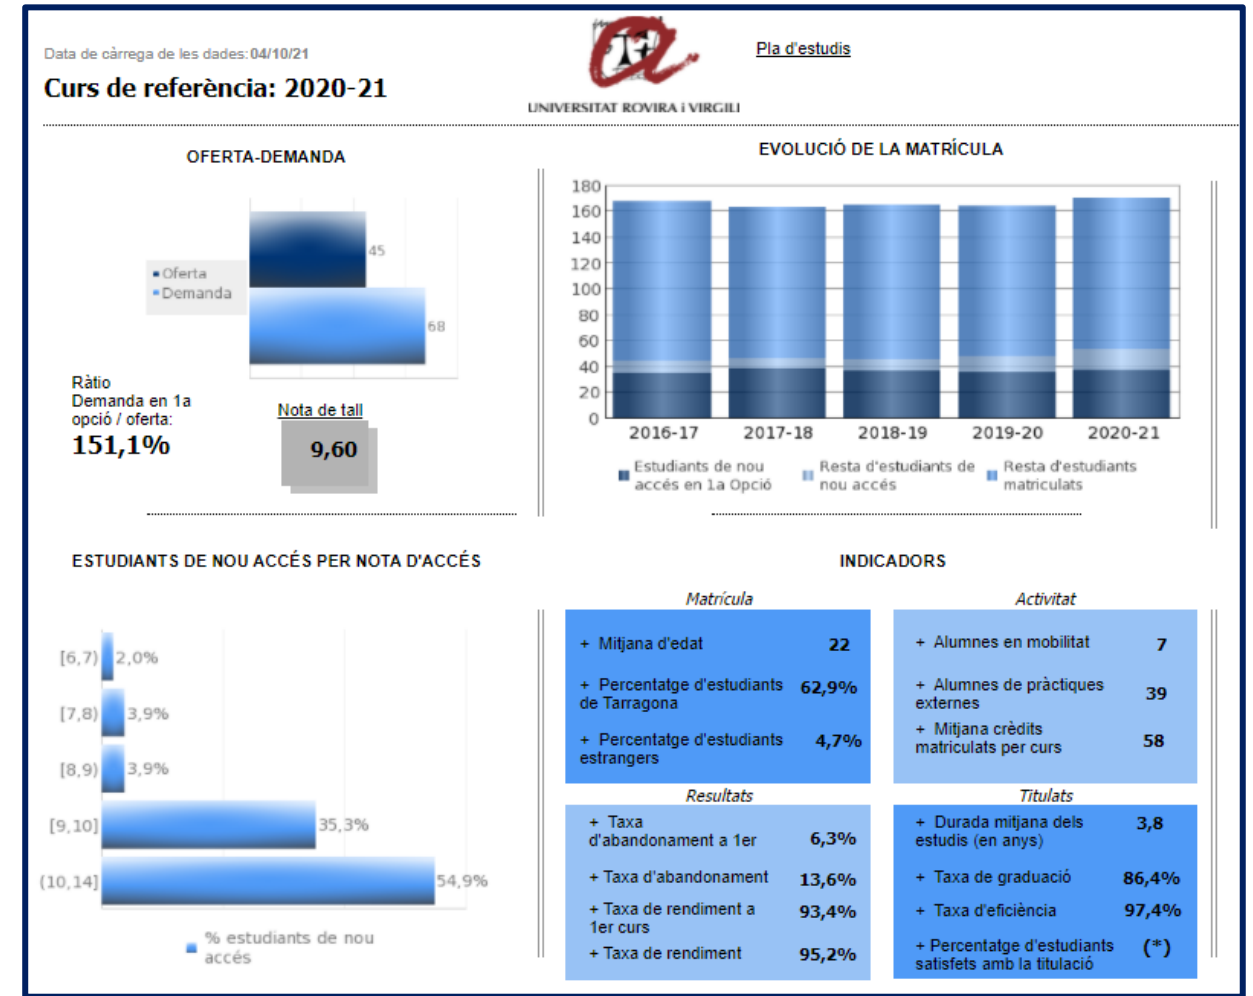 Data de càrrega de les dades: 04/10/21
Curs de referència: 2020-21
UNIVERSITAT ROVIRA i VIRGILI
Pla d'estudis
OFERTA-DEMANDA
45
68
Oferta
Demanda
Ràtio
Demanda en 1a
opció / oferta:
151,1%
Nota de tall
9,60
EVOLUCIÓ DE LA MATRÍCULA
180
160
140
120
100
80
60
40
20
0
2016-17 2017-18 2018-19 2019-20 2020-21
Estudiants de nou
accés en 1a Opció
Resta d'estudiants de
nou accés
Resta d'estudiants
matriculats
ESTUDIANTS DE NOU ACCÉS PER NOTA D'ACCÉS
[6,7) 2,0%
[7,8) 3,9%
[8,9) 3,9%
[9,10] 35,3%
(10,14] 54,9%
% estudiants de nou
accés
INDICADORS
Matrícula
+ Mitjana d'edat 22
+ Percentatge d'estudiants
de Tarragona 62,9%
+ Percentatge d'estudiants
estrangers 4,7%
Activitat
+ Alumnes en mobilitat 7
+ Alumnes de pràctiques
externes 39
+ Mitjana crèdits
matriculats per curs 58
Resultats
+ Taxa
d'abandonament a 1er 6,3%
+ Taxa d'abandonament 13,6%
+ Taxa de rendiment a
1er curs 93,4%
+ Taxa de rendiment 95,2%
Titulats
+ Durada mitjana dels
estudis (en anys) 3,8
+ Taxa de graduació 86,4%
+ Taxa d'eficiència 97,4%
+ Percentatge d'estudiants
satisfets amb la titulació (*)